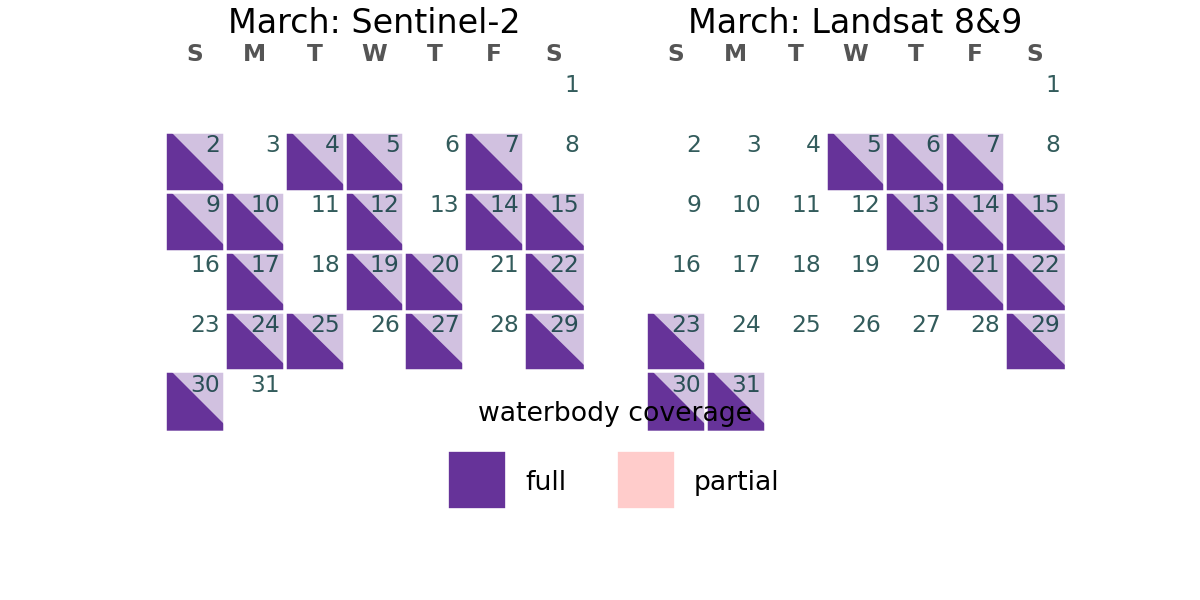 March: Sentinel-2
S M T W T F S
1
2 3 4 5 6 7 8
9 10 11 12 13 14 15
16 17 18 19 20 21 22
23 24 25 26 27 28 29
30 31
March: Landsat 8&9
S M T W T F S
1
2 3 4 5 6 7 8
9 10 11 12 13 14 15
16 17 18 19 20 21 22
23 24 25 26 27 28 29
30 31
waterbody coverage
full partial